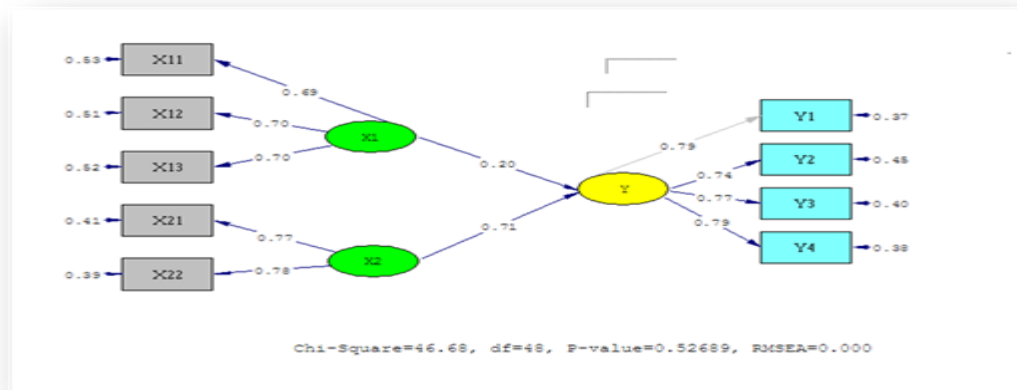 0.53 X11
0.69
0.51 X12
0.70
X1
0.52 X13
0.70
0.20
0.41 X21
0.77
0.71
0.39 X22
0.78
X2
Y
0.79
Y1 0.37
0.74
Y2 0.45
0.77
Y3 0.40
0.79
Y4 0.38
Chi-Square=46.68, df=48, P-value=0.52689, RMSEA=0.000